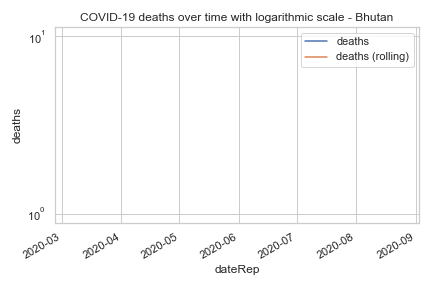 COVID-19 deaths over time with logarithmic scale - Bhutan
10¹
deaths
deaths (rolling)
deaths
10⁰
2020-03
2020-04
2020-05
2020-06
2020-07
2020-08
2020-09
dateRep